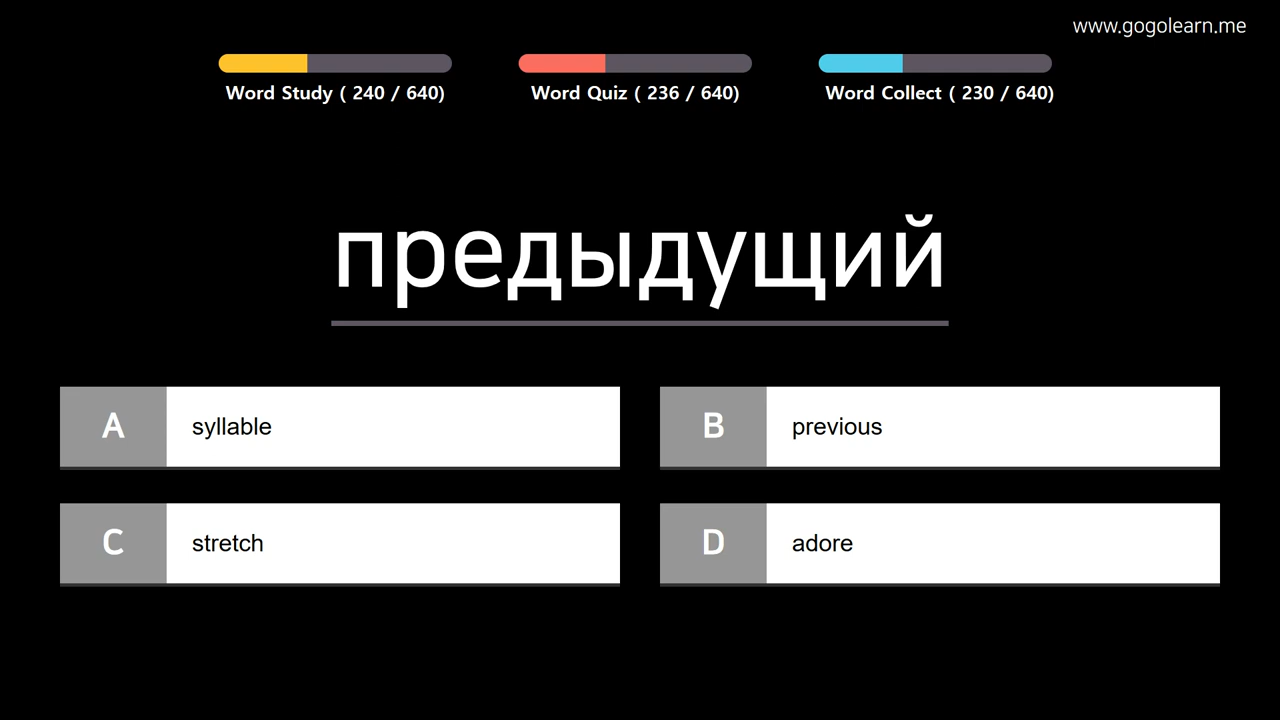 www.gogolearn.me
Word Study ( 240 / 640)
Word Quiz ( 236 / 640)
Word Collect ( 230 / 640)
предыдущий
A syllable
B previous
C stretch
D adore